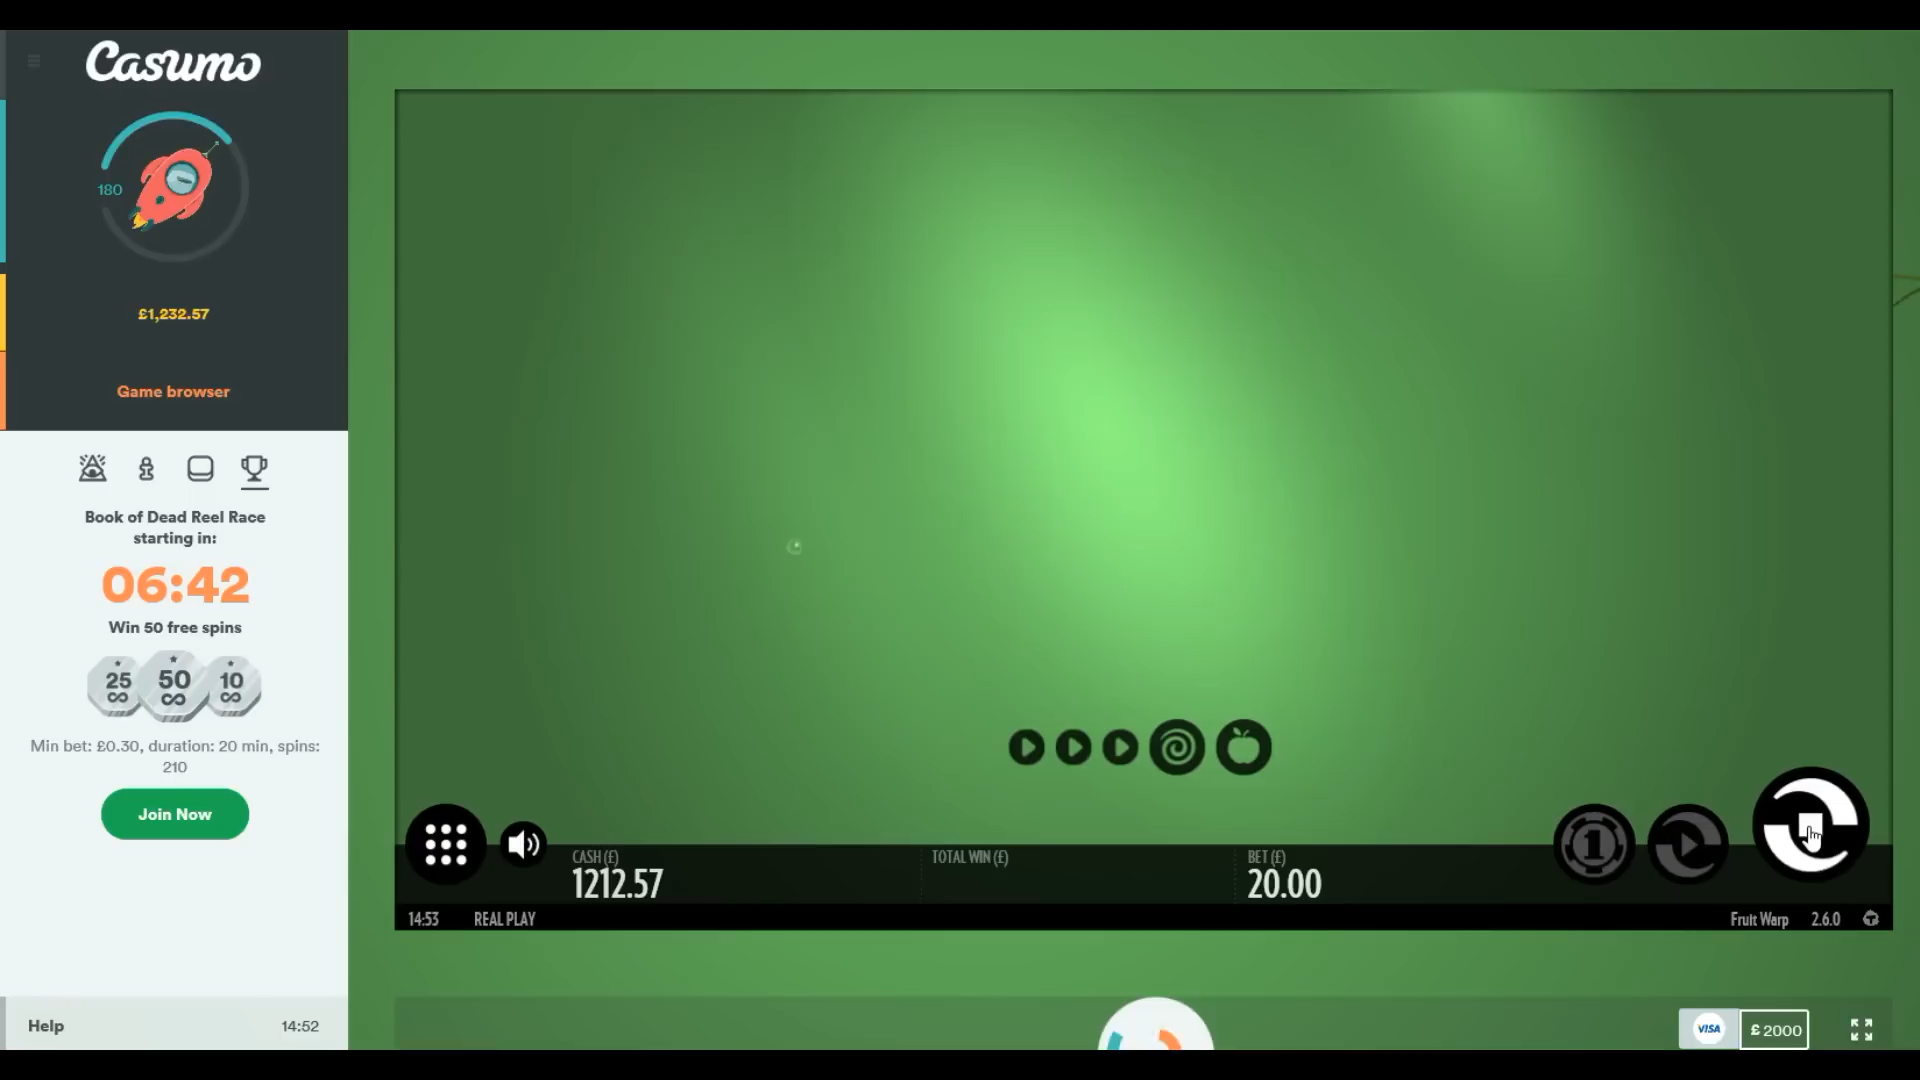 Casumo
180
£1,232.57
Game browser
Book of Dead Reel Race
starting in:
06:42
Win 50 free spins
25 50 10
Min bet: £0.30, duration: 20 min, spins:
210
Join Now
Help 14:52
CASH (£) TOTAL WIN (£) BET (£)
1212.57 20.00
1
14:53 REAL PLAY Fruit Warp 2.6.0
VISA £ 2000